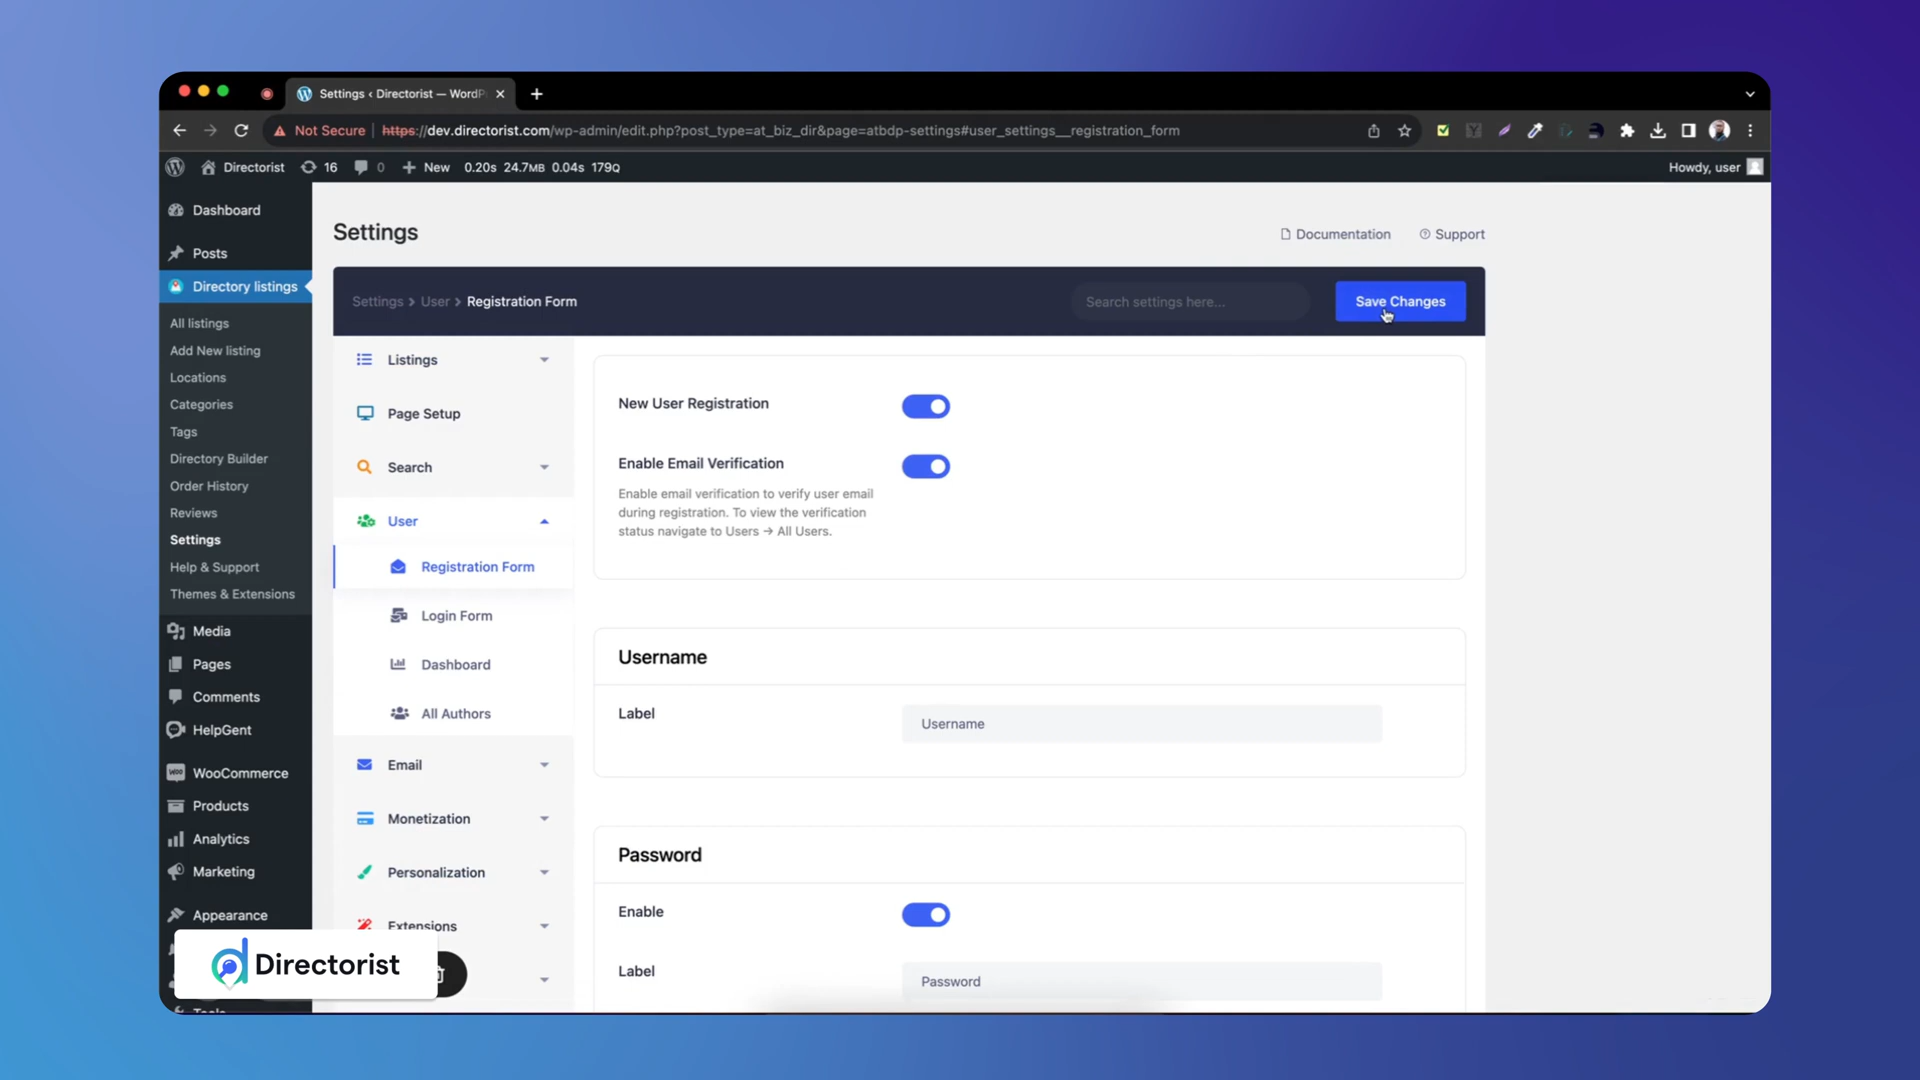 Settings ‹ Directorist — WordP
Not Secure
https://dev.directorist.com/wp-admin/edit.php?post_type=at_biz_dir&page=atbdp-settings#user_settings__registration_form
Directorist
16
0
New
0.20s 24.7MB 0.04s 179Q
Howdy, user
Dashboard
Posts
Directory listings
All listings
Add New listing
Locations
Categories
Tags
Directory Builder
Order History
Reviews
Settings
Help & Support
Themes & Extensions
Media
Pages
Comments
HelpGent
WooCommerce
Products
Analytics
Marketing
Appearance
Tools
Settings
Documentation
Support
Settings > User > Registration Form
Search settings here...
Save Changes
Listings
Page Setup
Search
User
Registration Form
Login Form
Dashboard
All Authors
Email
Monetization
Personalization
Extensions
New User Registration
Enable Email Verification
Enable email verification to verify user email
during registration. To view the verification
status navigate to Users → All Users.
Username
Label
Username
Password
Enable
Label
Password
Directorist